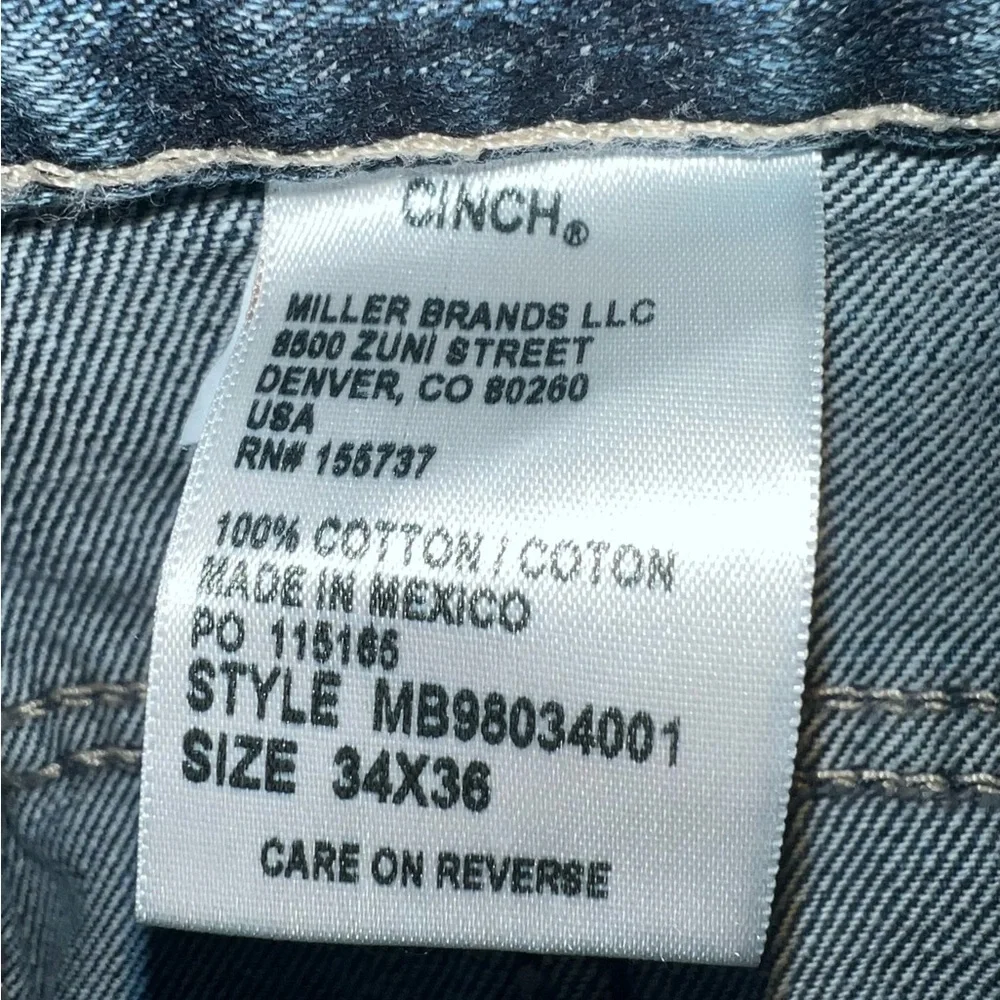 CINCH®
MILLER BRANDS LLC
8500 ZUNI STREET
DENVER, CO 80260
USA
RN# 155737
100% COTTON / COTON
MADE IN MEXICO
PO 115165
STYLE MB98034001
SIZE 34X36
CARE ON REVERSE